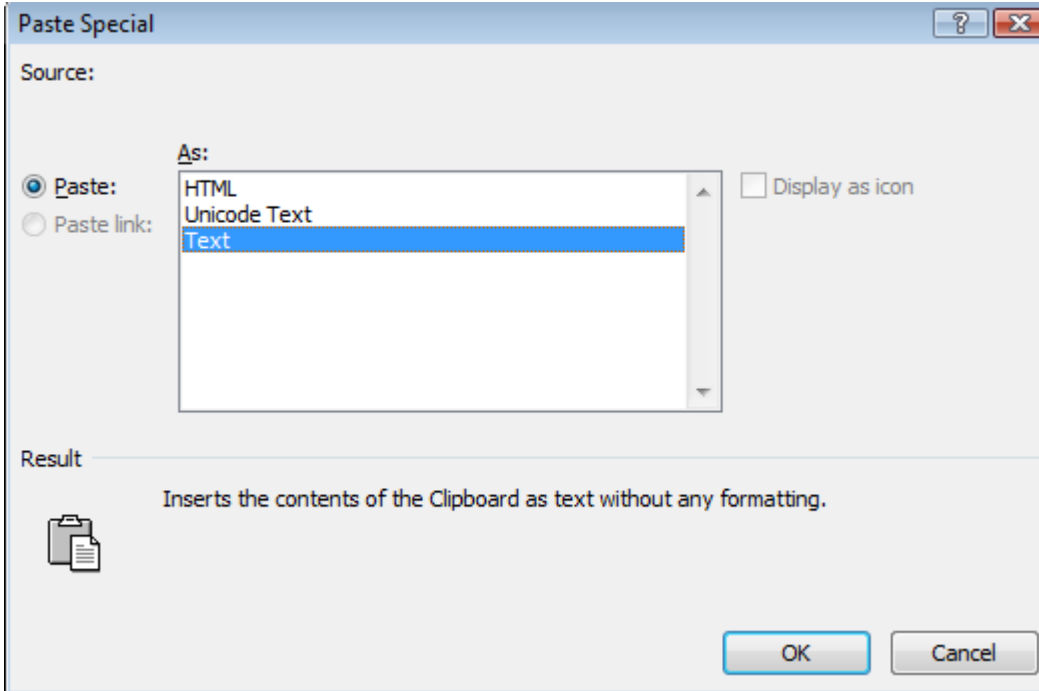 Paste Special
Source:
As:
Paste:
HTML
Display as icon
Unicode Text
Paste link:
Text
Result
Inserts the contents of the Clipboard as text without any formatting.
OK
Cancel